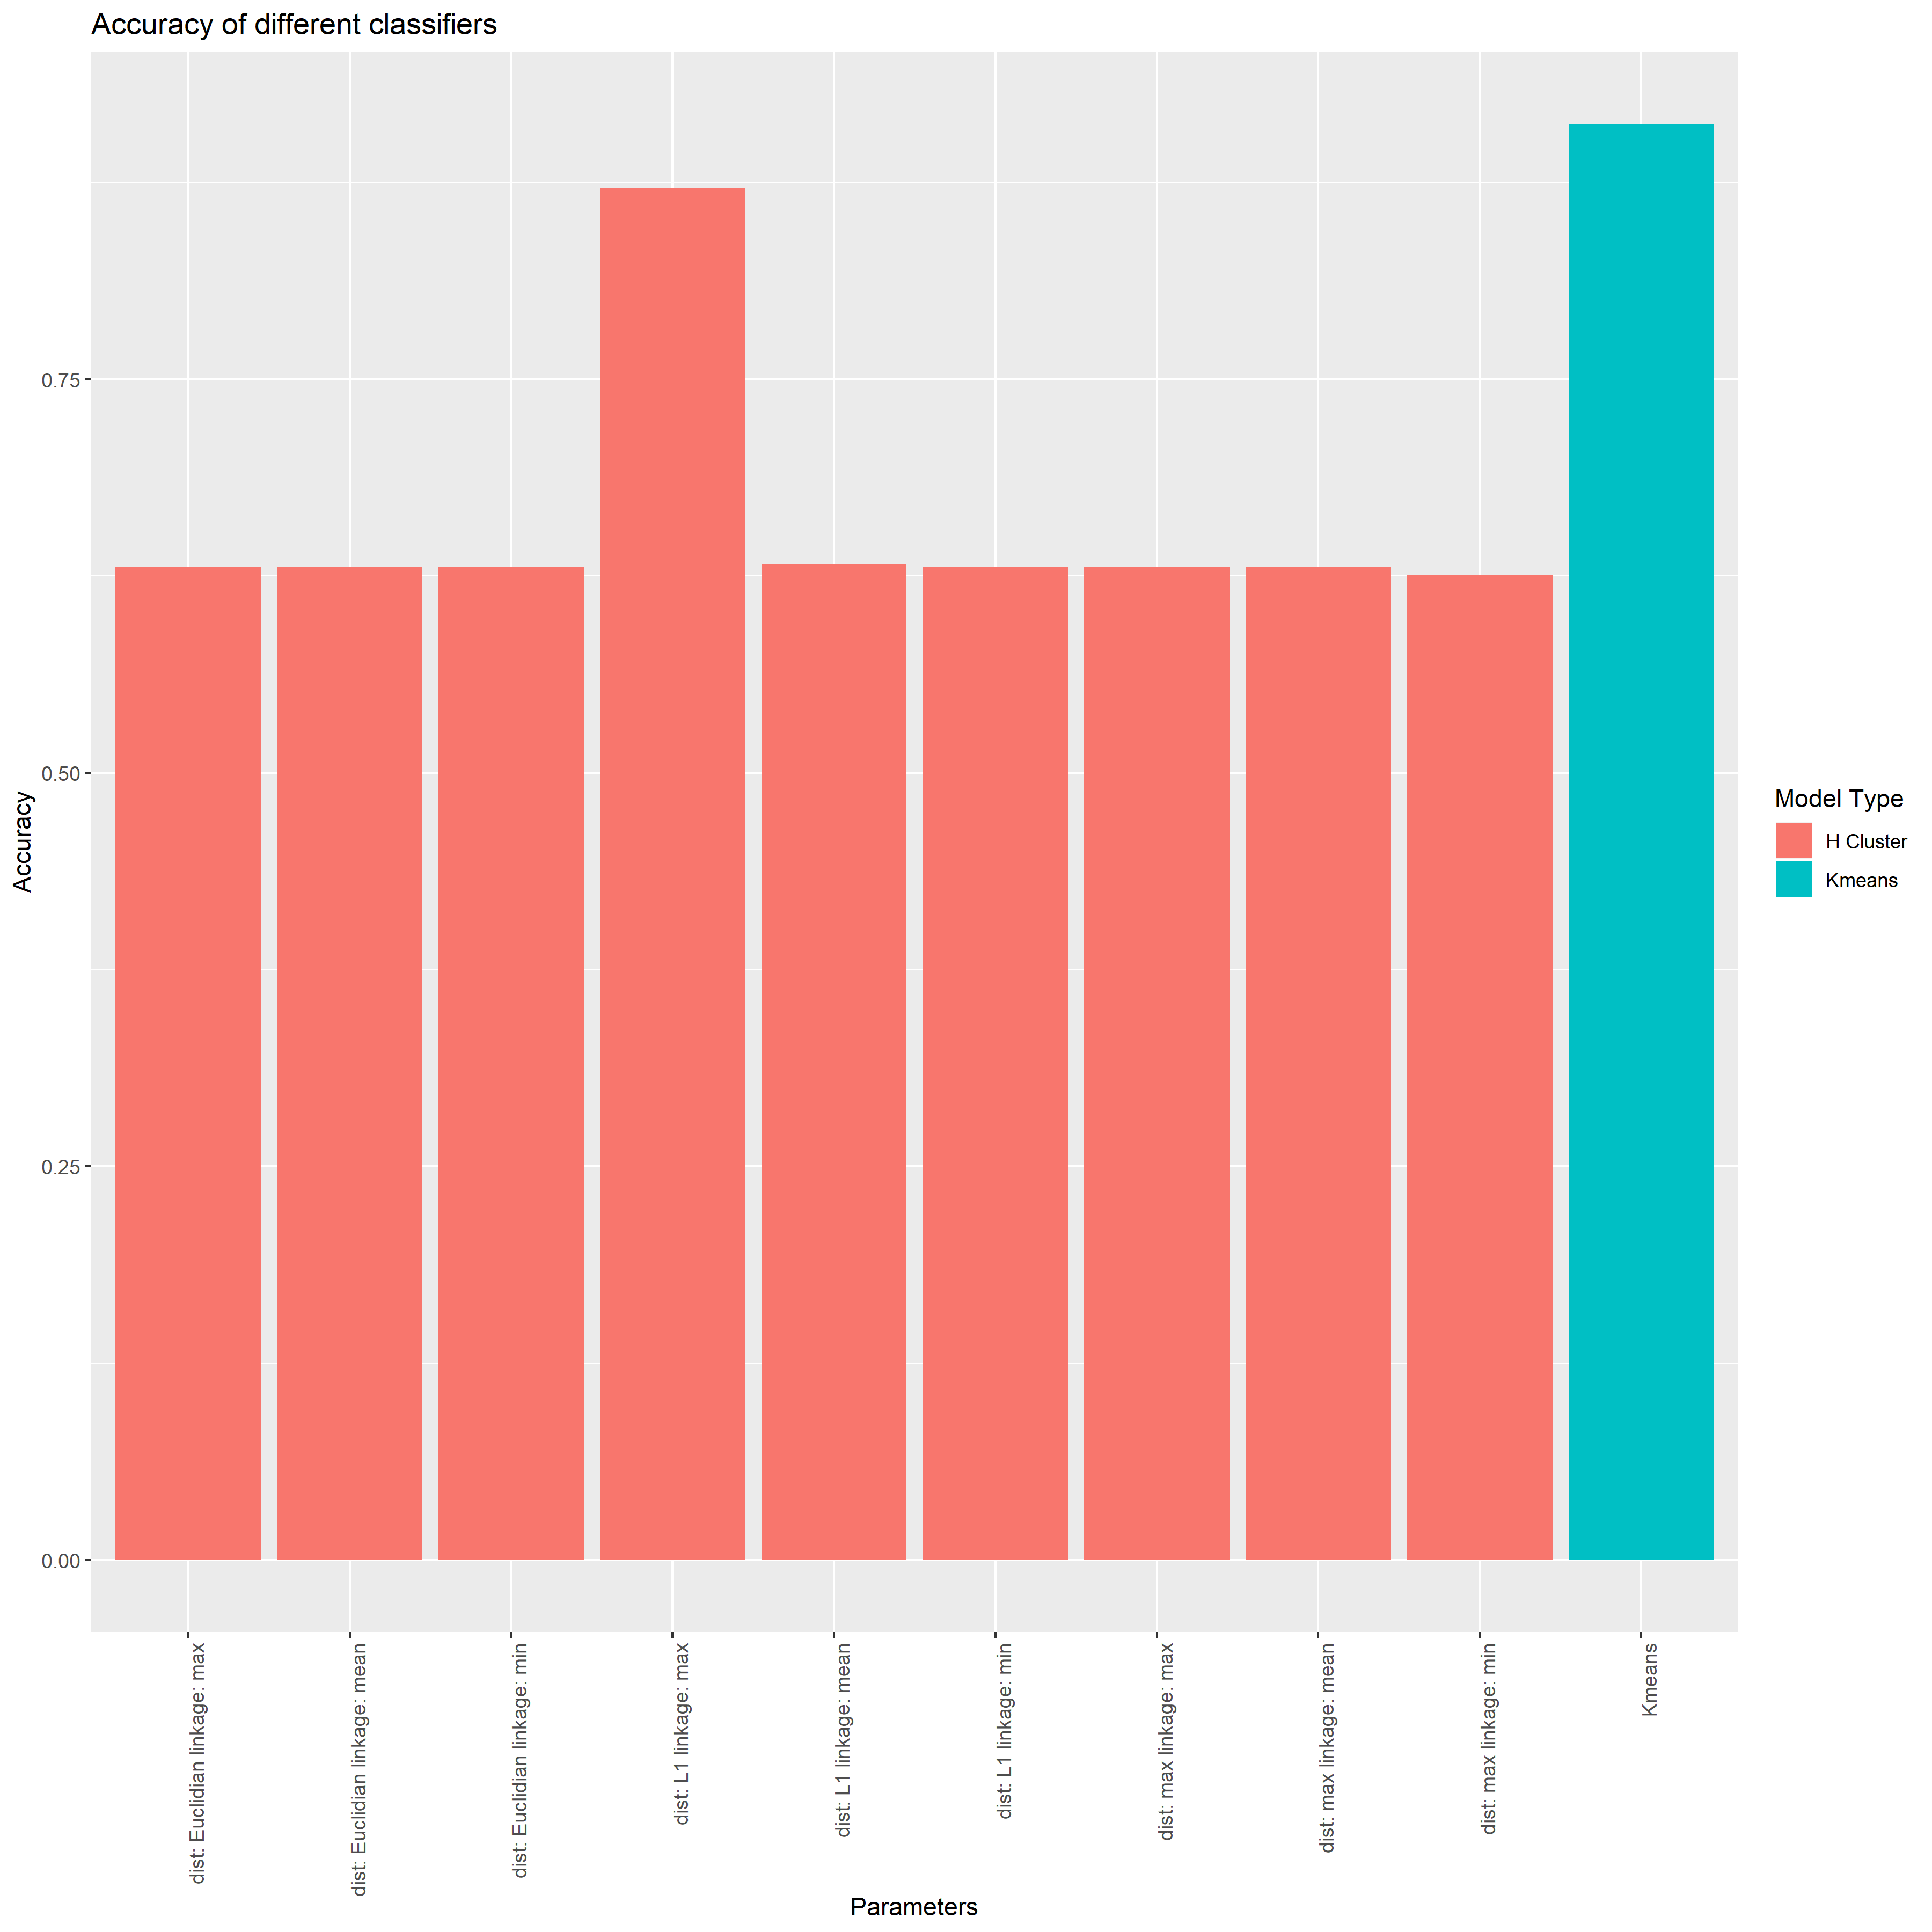 Accuracy of different classifiers
Accuracy
0.75
0.50
0.25
0.00
dist: Euclidian linkage: max
dist: Euclidian linkage: mean
dist: Euclidian linkage: min
dist: L1 linkage: max
dist: L1 linkage: mean
dist: L1 linkage: min
dist: max linkage: max
dist: max linkage: mean
dist: max linkage: min
Kmeans
Parameters
Model Type
H Cluster
Kmeans